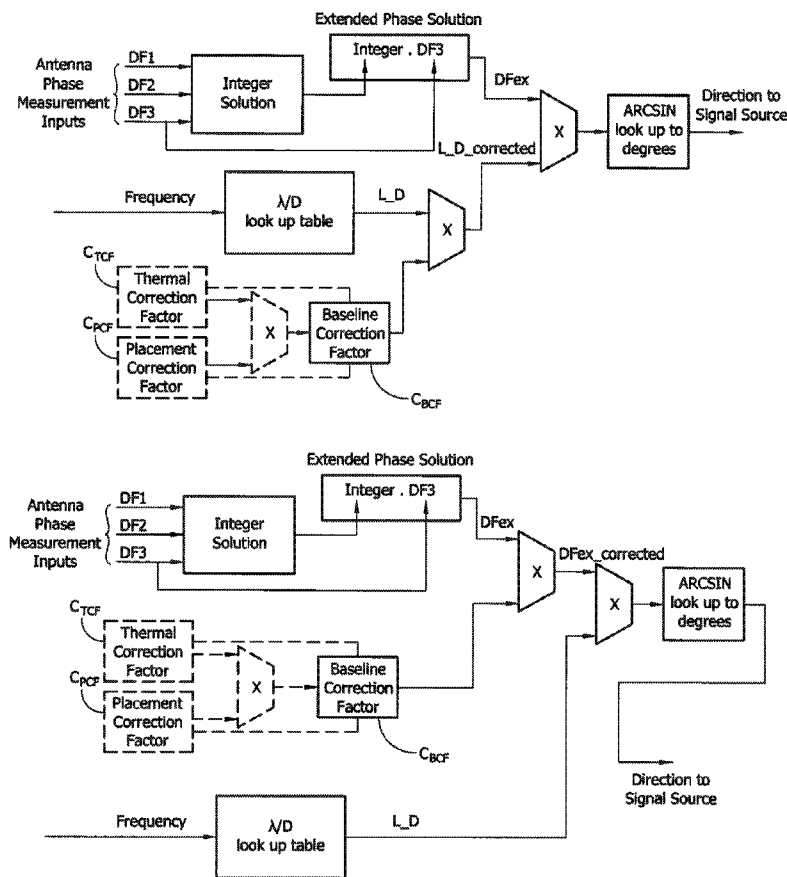 Extended Phase Solution
Antenna
Phase
Measurement
Inputs
DF1
DF2
DF3
Integer
Solution
Integer . DF3
DFex
X
ARCSIN
look up to
degrees
Direction to
Signal Source
L_D_corrected
Frequency
λ/D
look up table
L_D
X
CTCF
Thermal
Correction
Factor
CPCF
Placement
Correction
Factor
X
Baseline
Correction
Factor
CBCF
Extended Phase Solution
Antenna
Phase
Measurement
Inputs
DF1
DF2
DF3
Integer
Solution
Integer . DF3
DFex
X
DFex_corrected
X
ARCSIN
look up to
degrees
CTCF
Thermal
Correction
Factor
CPCF
Placement
Correction
Factor
X
Baseline
Correction
Factor
CBCF
Direction to
Signal Source
Frequency
λ/D
look up table
L_D